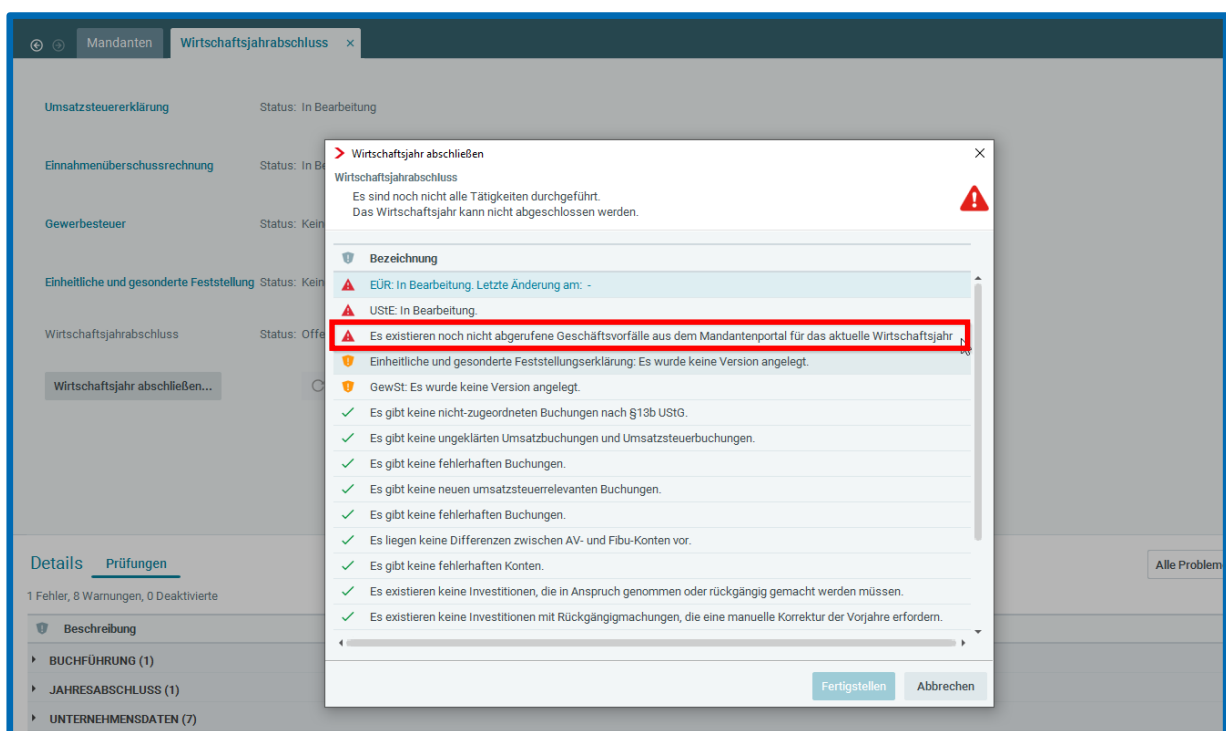 Mandanten
Wirtschaftsjahrabschluss
Umsatzsteuererklärung Status: In Bearbeitung
Einnahmenüberschussrechnung Status: In Be
Gewerbesteuer Status: Kein
Einheitliche und gesonderte Feststellung Status: Kein
Wirtschaftsjahrabschluss Status: Offe
Wirtschaftsjahr abschließen...
Wirtschaftsjahr abschließen
Wirtschaftsjahrabschluss
Es sind noch nicht alle Tätigkeiten durchgeführt.
Das Wirtschaftsjahr kann nicht abgeschlossen werden.
Bezeichnung
EÜR: In Bearbeitung. Letzte Änderung am: -
UStE: In Bearbeitung.
Es existieren noch nicht abgerufene Geschäftsvorfälle aus dem Mandantenportal für das aktuelle Wirtschaftsjahr
Einheitliche und gesonderte Feststellungserklärung: Es wurde keine Version angelegt.
GewSt: Es wurde keine Version angelegt.
Es gibt keine nicht-zugeordneten Buchungen nach §13b UStG.
Es gibt keine ungeklärten Umsatzbuchungen und Umsatzsteuerbuchungen.
Es gibt keine fehlerhaften Buchungen.
Es gibt keine neuen umsatzsteuerrelevanten Buchungen.
Es gibt keine fehlerhaften Buchungen.
Es liegen keine Differenzen zwischen AV- und Fibu-Konten vor.
Es gibt keine fehlerhaften Konten.
Es existieren keine Investitionen, die in Anspruch genommen oder rückgängig gemacht werden müssen.
Es existieren keine Investitionen mit Rückgängigmachungen, die eine manuelle Korrektur der Vorjahre erfordern.
Fertigstellen
Abbrechen
Details
Prüfungen
Alle Problem
1 Fehler, 8 Warnungen, 0 Deaktivierte
Beschreibung
BUCHFÜHRUNG (1)
JAHRESABSCHLUSS (1)
UNTERNEHMENSDATEN (7)